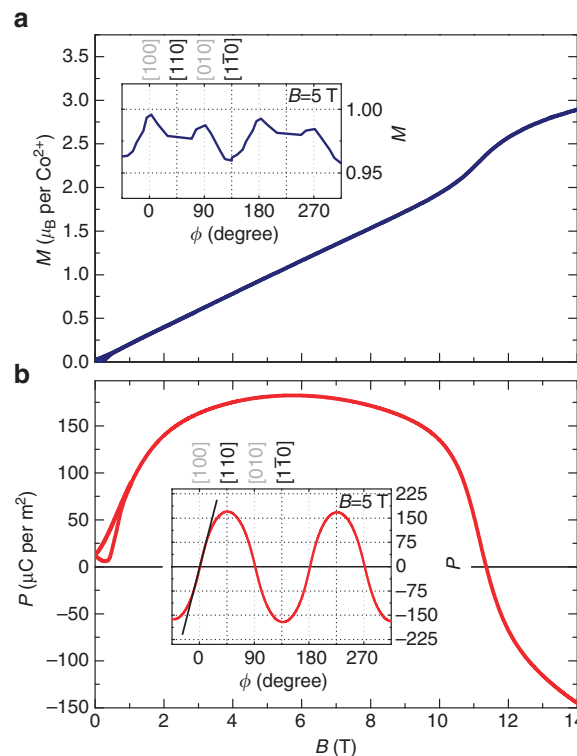 a
3.5
3.0
2.5
2.0
1.5
1.0
0.5
0.0
M (μB per Co2+)
[100]
[110]
[010]
[11̄0]
B=5 T
1.00
0.95
M
0 90 180 270
ϕ (degree)
b
150
100
50
0
−50
−100
−150
P (μC per m2)
[100]
[110]
[010]
[11̄0]
B=5 T
225
150
75
0
−75
−150
−225
P
0 90 180 270
ϕ (degree)
0 2 4 6 8 10 12 14
B (T)